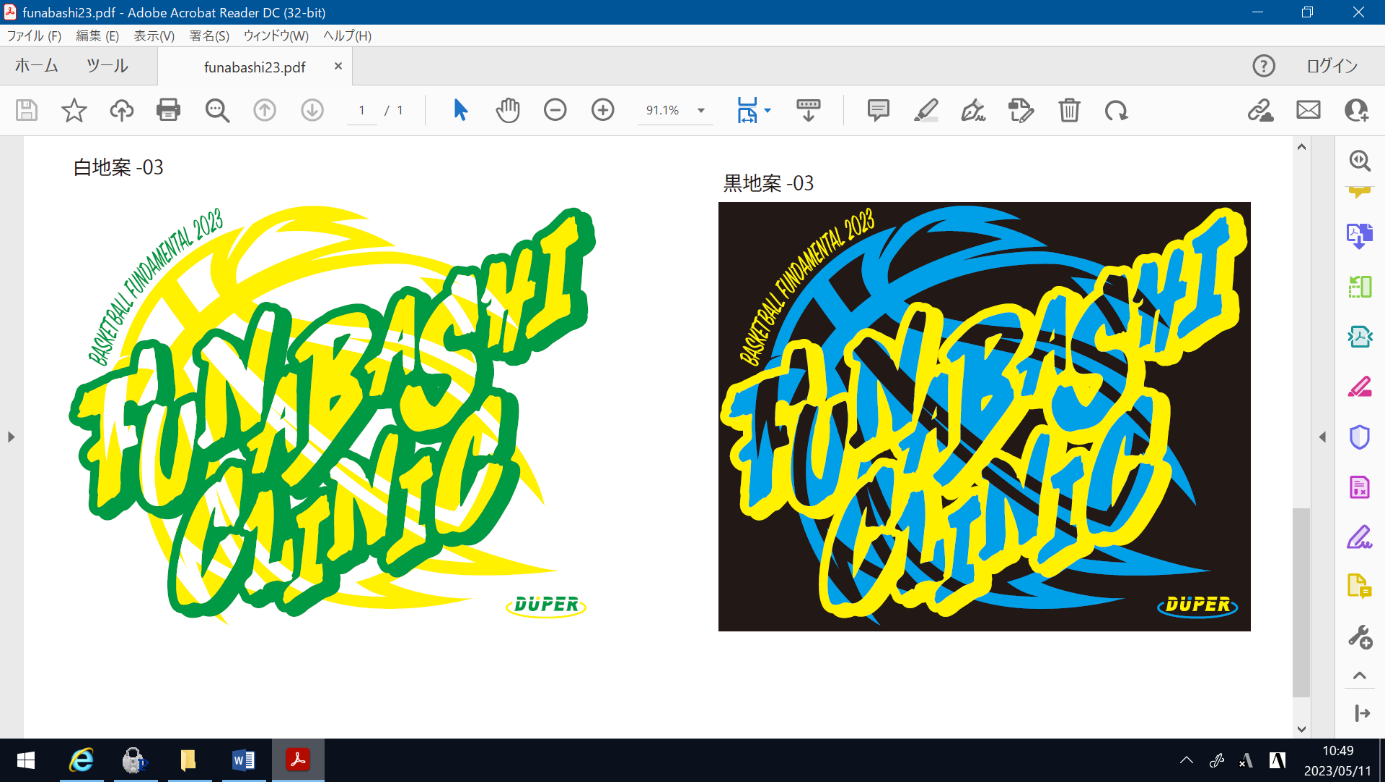 funabashi23.pdf - Adobe Acrobat Reader DC (32-bit)
ファイル (F) 編集 (E) 表示(V) 署名(S) ウィンドウ(W) ヘルプ(H)
ホーム ツール funabashi23.pdf × ログイン
1 / 1 91.1%
白地案 -03
黒地案 -03
BASKETBALL FUNDAMENTAL 2023
FUNABASHI
CLINIC
DUPER
BASKETBALL FUNDAMENTAL 2023
FUNABASHI
CLINIC
DUPER
10:49
2023/05/11